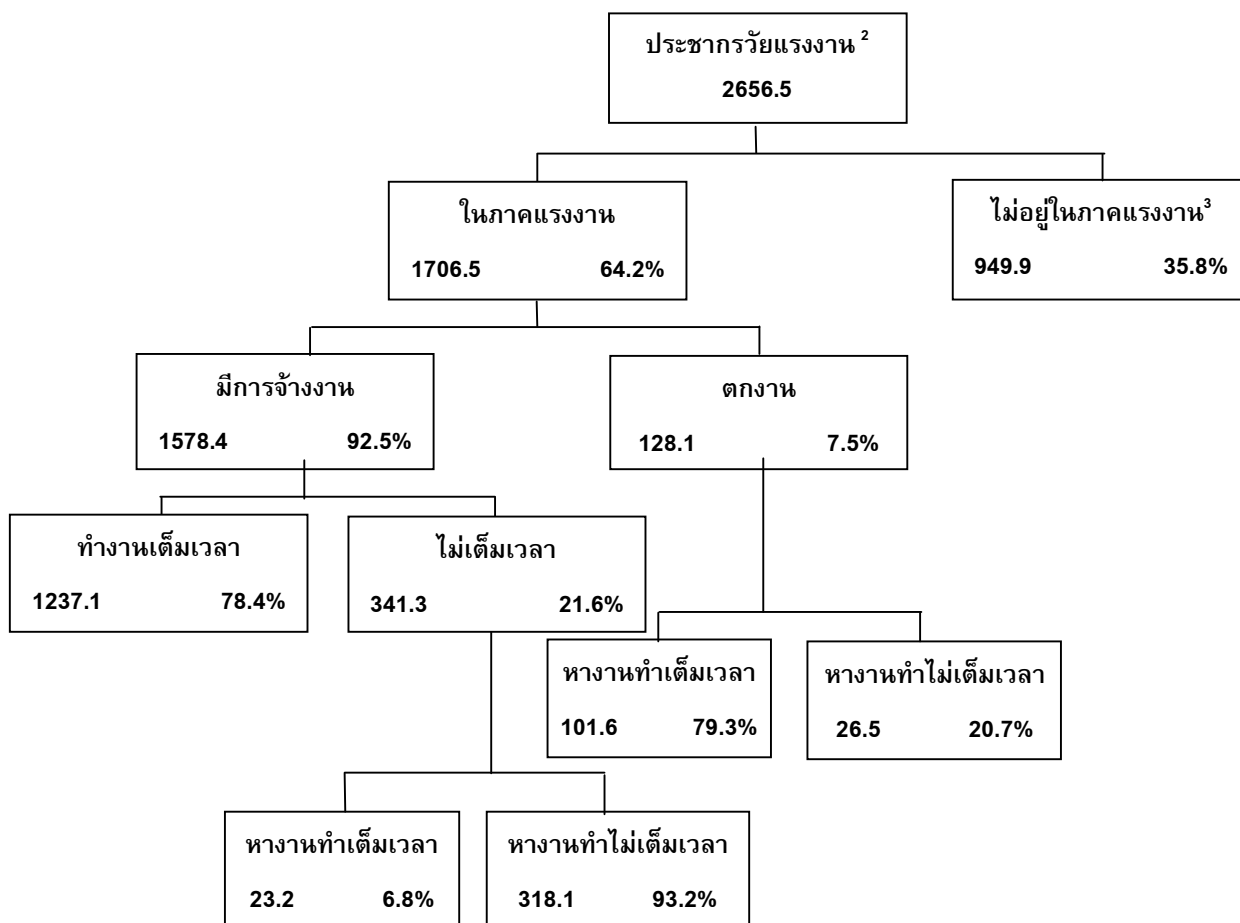 ประชากรวัยแรงงาน ²
2656.5
ในภาคแรงงาน
1706.5 64.2%
ไม่อยู่ในภาคแรงงาน³
949.9 35.8%
มีการจ้างงาน
1578.4 92.5%
ตกงาน
128.1 7.5%
ทำงานเต็มเวลา
1237.1 78.4%
ไม่เต็มเวลา
341.3 21.6%
หางานทำเต็มเวลา
101.6 79.3%
หางานทำไม่เต็มเวลา
26.5 20.7%
หางานทำเต็มเวลา
23.2 6.8%
หางานทำไม่เต็มเวลา
318.1 93.2%